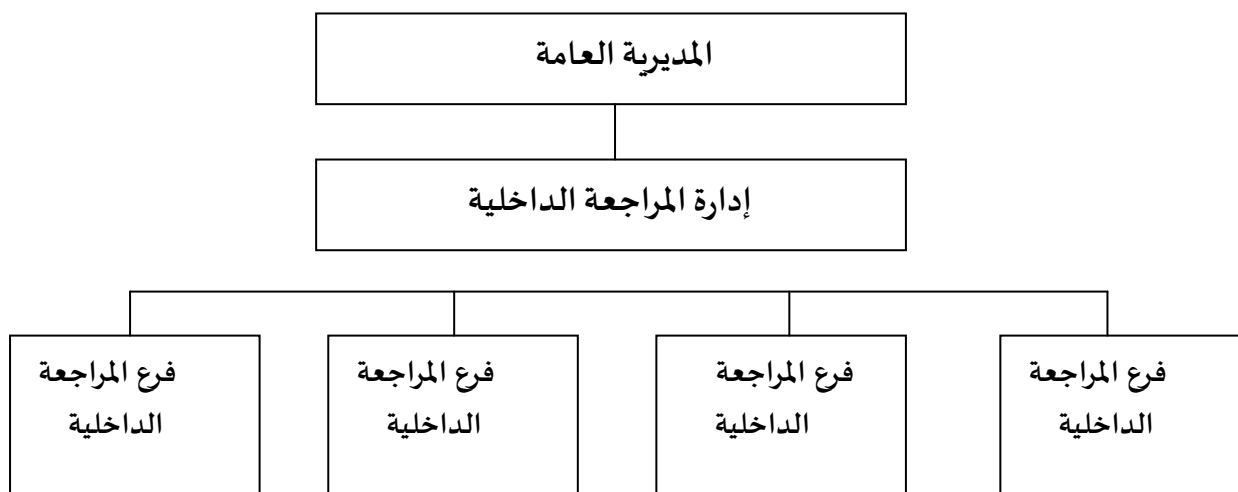 المديرية العامة
إدارة المراجعة الداخلية
فرع المراجعة
الداخلية
فرع المراجعة
الداخلية
فرع المراجعة
الداخلية
فرع المراجعة
الداخلية